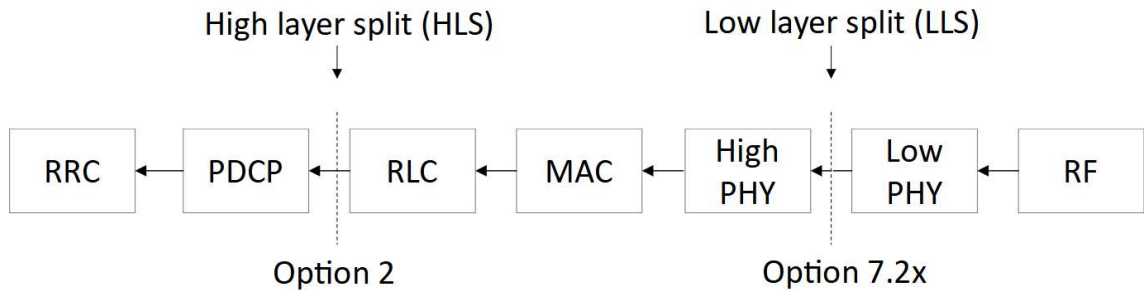 High layer split (HLS)
Low layer split (LLS)
RRC
PDCP
RLC
MAC
High
PHY
Low
PHY
RF
Option 2
Option 7.2x